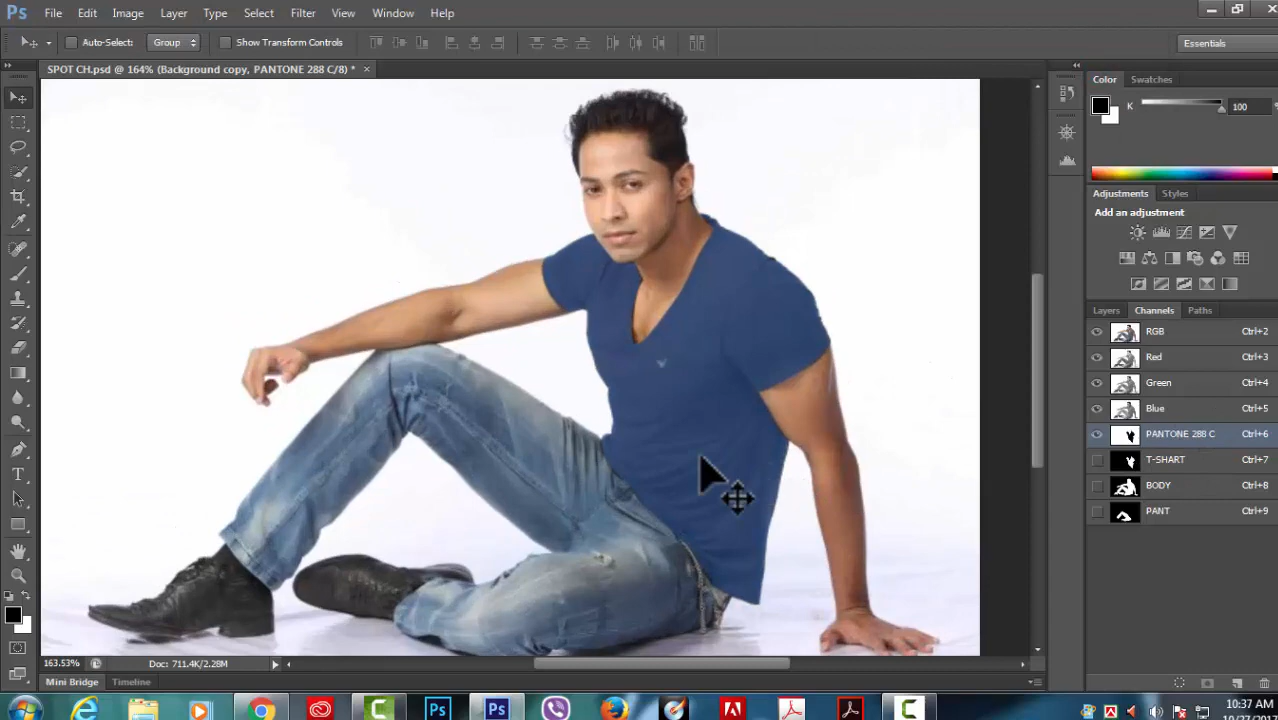 Ps File Edit Image Layer Type Select Filter View Window Help
Auto-Select: Group Show Transform Controls Essentials
SPOT CH.psd @ 164% (Background copy, PANTONE 288 C/8) * ×
Color Swatches
K 100 %
Adjustments Styles
Add an adjustment
Layers Channels Paths
RGB Ctrl+2
Red Ctrl+3
Green Ctrl+4
Blue Ctrl+5
PANTONE 288 C Ctrl+6
T-SHART Ctrl+7
BODY Ctrl+8
PANT Ctrl+9
163.53% Doc: 711.4K/2.28M
Mini Bridge Timeline
Ps Ps
10:37 AM